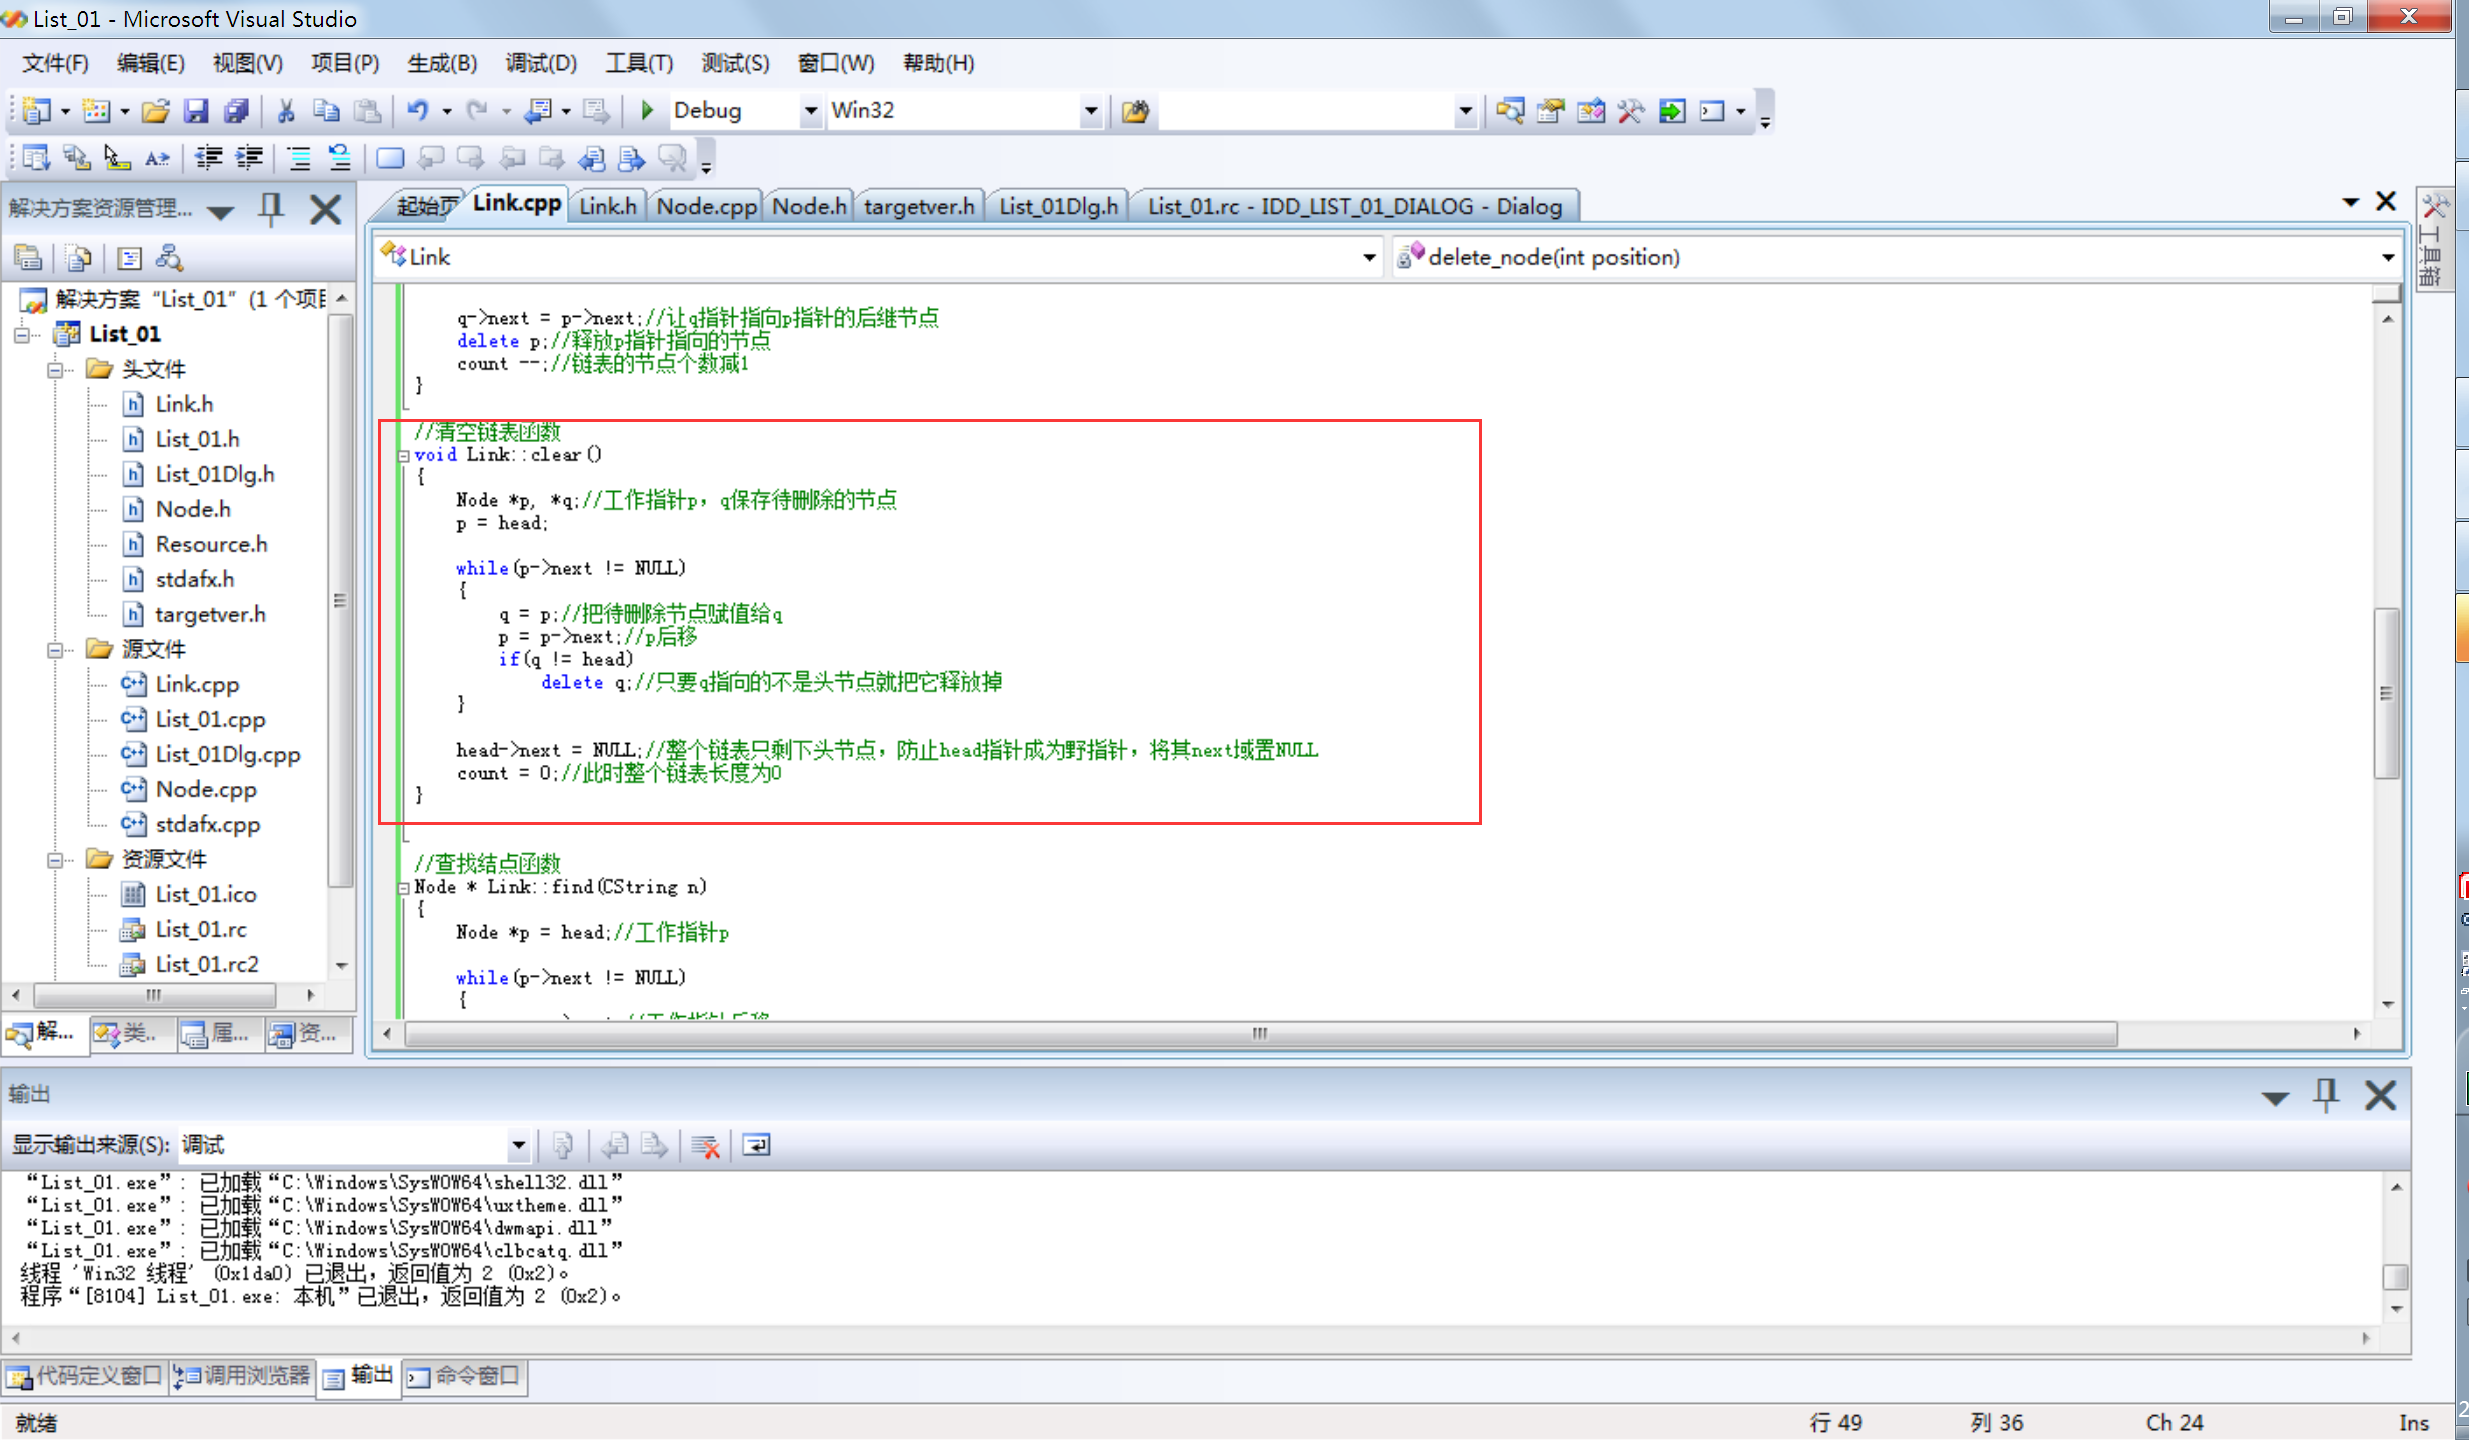 List_01 - Microsoft Visual Studio
文件(F) 编辑(E) 视图(V) 项目(P) 生成(B) 调试(D) 工具(T) 测试(S) 窗口(W) 帮助(H)
Debug Win32
解决方案资源管理...
起始页 Link.cpp Link.h Node.cpp Node.h targetver.h List_01Dlg.h List_01.rc - IDD_LIST_01_DIALOG - Dialog
工具箱
Link delete_node(int position)
解决方案 “List_01” (1 个项
List_01
头文件
Link.h
List_01.h
List_01Dlg.h
Node.h
Resource.h
stdafx.h
targetver.h
源文件
Link.cpp
List_01.cpp
List_01Dlg.cpp
Node.cpp
stdafx.cpp
资源文件
List_01.ico
List_01.rc
List_01.rc2
解... 类... 属... 资...
q->next = p->next;//让q指针指向p指针的后继节点
delete p;//释放p指针指向的节点
count --;//链表的节点个数减1
}
//清空链表函数
void Link::clear()
{
Node *p, *q;//工作指针p，q保存待删除的节点
p = head;
while(p->next != NULL)
{
q = p;//把待删除节点赋值给q
p = p->next;//p后移
if(q != head)
delete q;//只要q指向的不是头节点就把它释放掉
}
head->next = NULL;//整个链表只剩下头节点，防止head指针成为野指针，将其next域置NULL
count = 0;//此时整个链表长度为0
}
//查找结点函数
Node * Link::find(CString n)
{
Node *p = head;//工作指针p
while(p->next != NULL)
{
输出
显示输出来源(S): 调试
“List_01.exe”: 已加载“C:\Windows\SysWOW64\shell32.dll”
“List_01.exe”: 已加载“C:\Windows\SysWOW64\uxtheme.dll”
“List_01.exe”: 已加载“C:\Windows\SysWOW64\dwmapi.dll”
“List_01.exe”: 已加载“C:\Windows\SysWOW64\clbcatq.dll”
线程 'Win32 线程' (0x1da0) 已退出，返回值为 2 (0x2)。
程序“[8104] List_01.exe: 本机”已退出，返回值为 2 (0x2)。
代码定义窗口 调用浏览器 输出 命令窗口
就绪 行 49 列 36 Ch 24 Ins